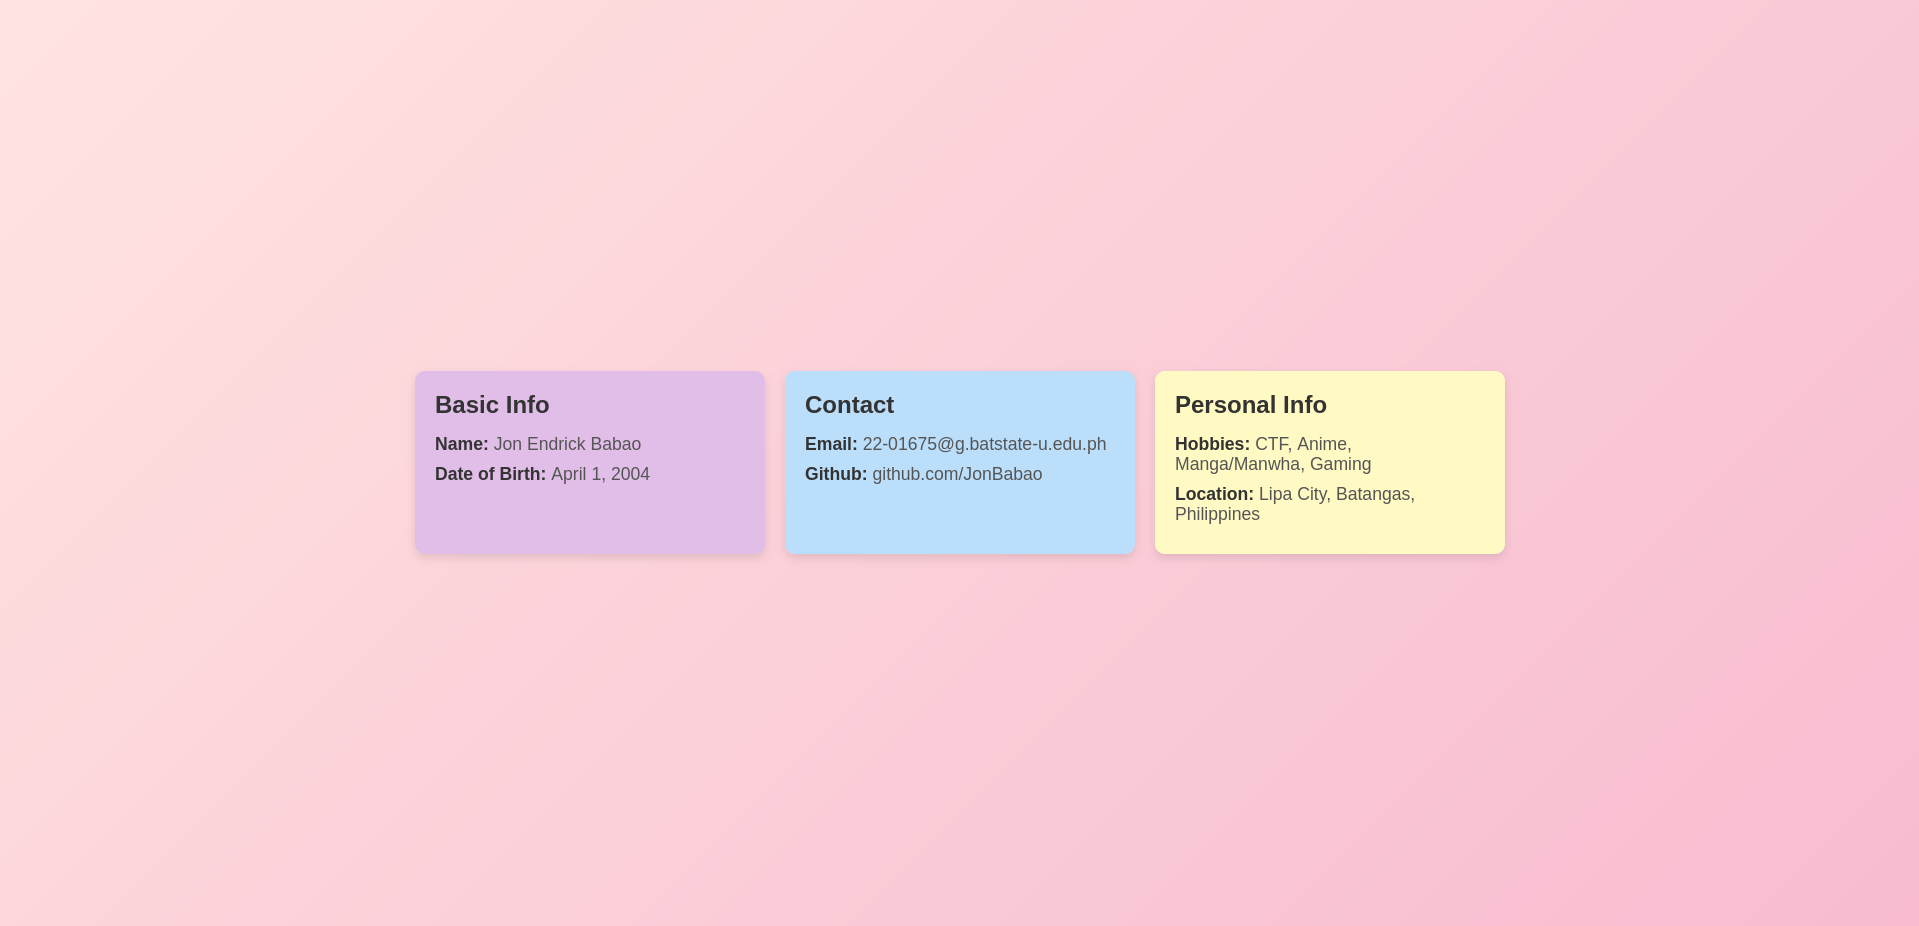 Basic Info
Name: Jon Endrick Babao
Date of Birth: April 1, 2004
Contact
Email: 22-01675@g.batstate-u.edu.ph
Github: github.com/JonBabao
Personal Info
Hobbies: CTF, Anime,
Manga/Manwha, Gaming
Location: Lipa City, Batangas,
Philippines